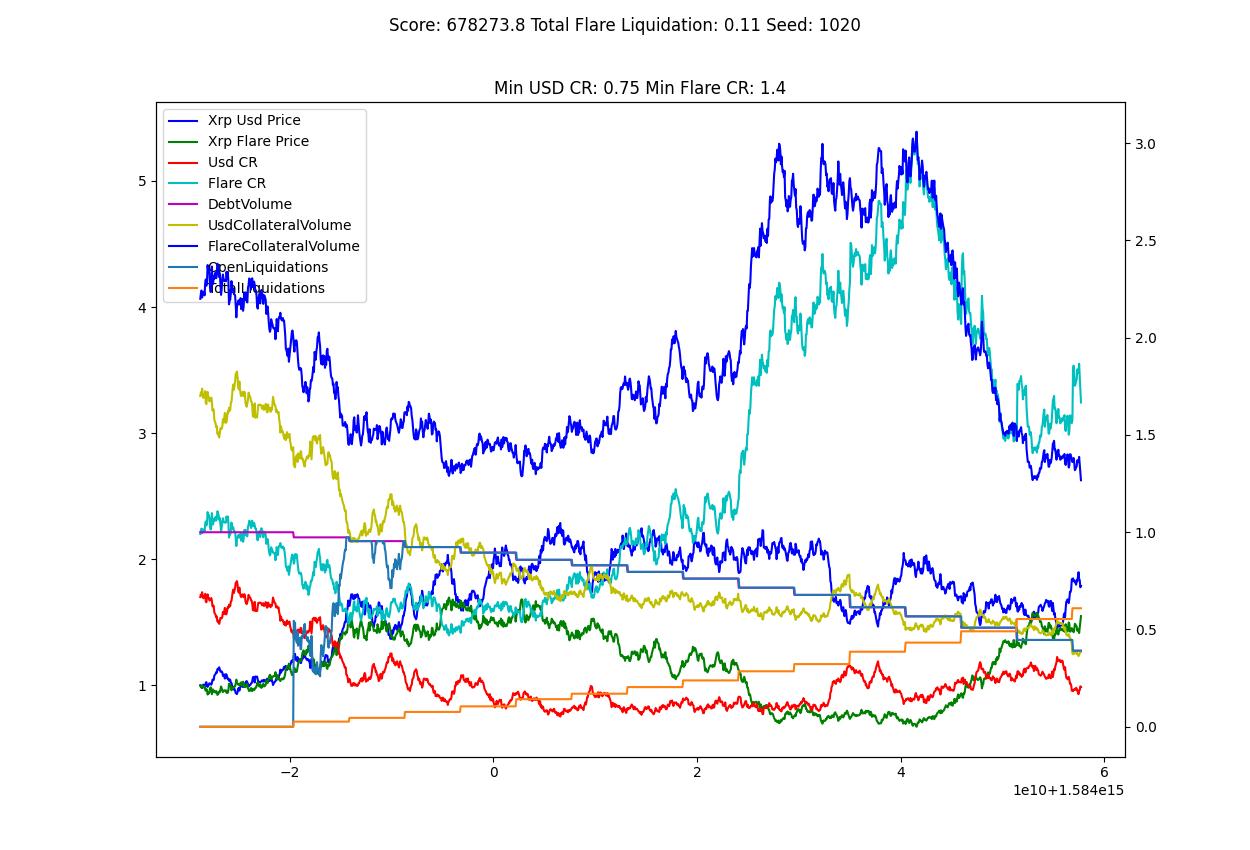 Score: 678273.8 Total Flare Liquidation: 0.11 Seed: 1020
Min USD CR: 0.75 Min Flare CR: 1.4
Xrp Usd Price
Xrp Flare Price
Usd CR
Flare CR
DebtVolume
UsdCollateralVolume
FlareCollateralVolume
OpenLiquidations
TotalLiquidations
5
4
3
2
1
3.0
2.5
2.0
1.5
1.0
0.5
0.0
−2
0
2
4
6
1e10+1.584e15